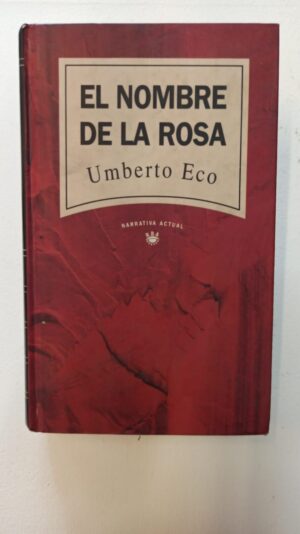 EL NOMBRE
DE LA ROSA
Umberto Eco
NARRATIVA ACTUAL